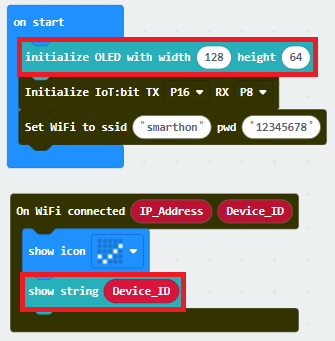 on start
initialize OLED with width 128 height 64
Initialize IoT:bit TX P16 RX P8
Set WiFi to ssid "smarthon" pwd "12345678"
On WiFi connected IP_Address Device_ID
show icon
show string Device_ID